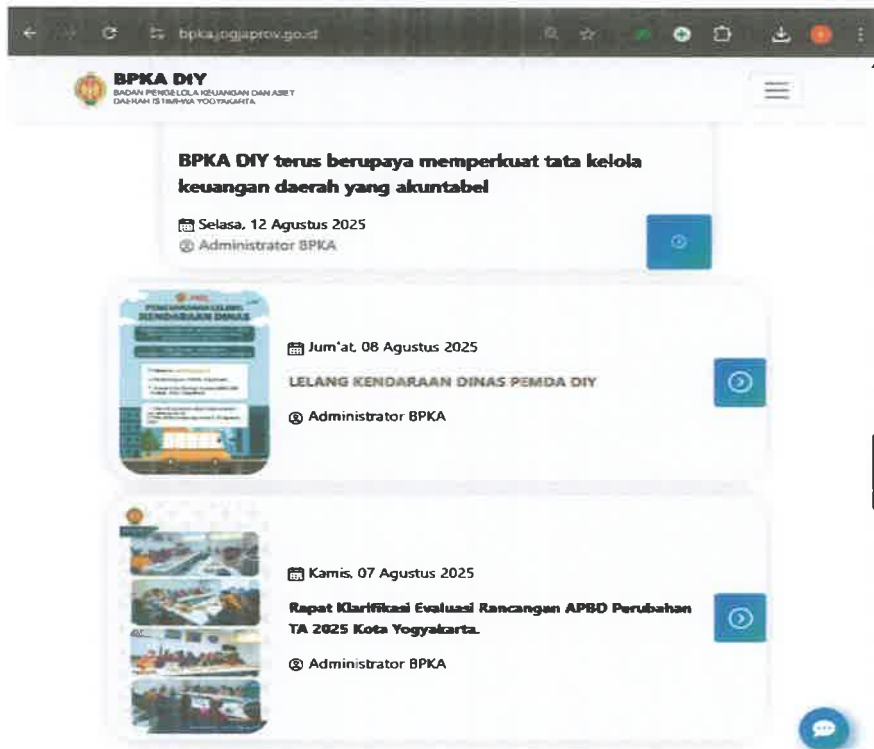 bpka.jogjaprov.go.id
BPKA DIY
BADAN PENGELOLA KEUANGAN DAN ASET
DAERAH ISTIMEWA YOGYAKARTA
BPKA DIY terus berupaya memperkuat tata kelola
keuangan daerah yang akuntabel
Selasa, 12 Agustus 2025
Administrator BPKA
KENDARAAN DINAS
Jum'at, 08 Agustus 2025
LELANG KENDARAAN DINAS PEMDA DIY
Administrator BPKA
Kamis, 07 Agustus 2025
Rapat Klarifikasi Evaluasi Rancangan APBD Perubahan
TA 2025 Kota Yogyakarta.
Administrator BPKA